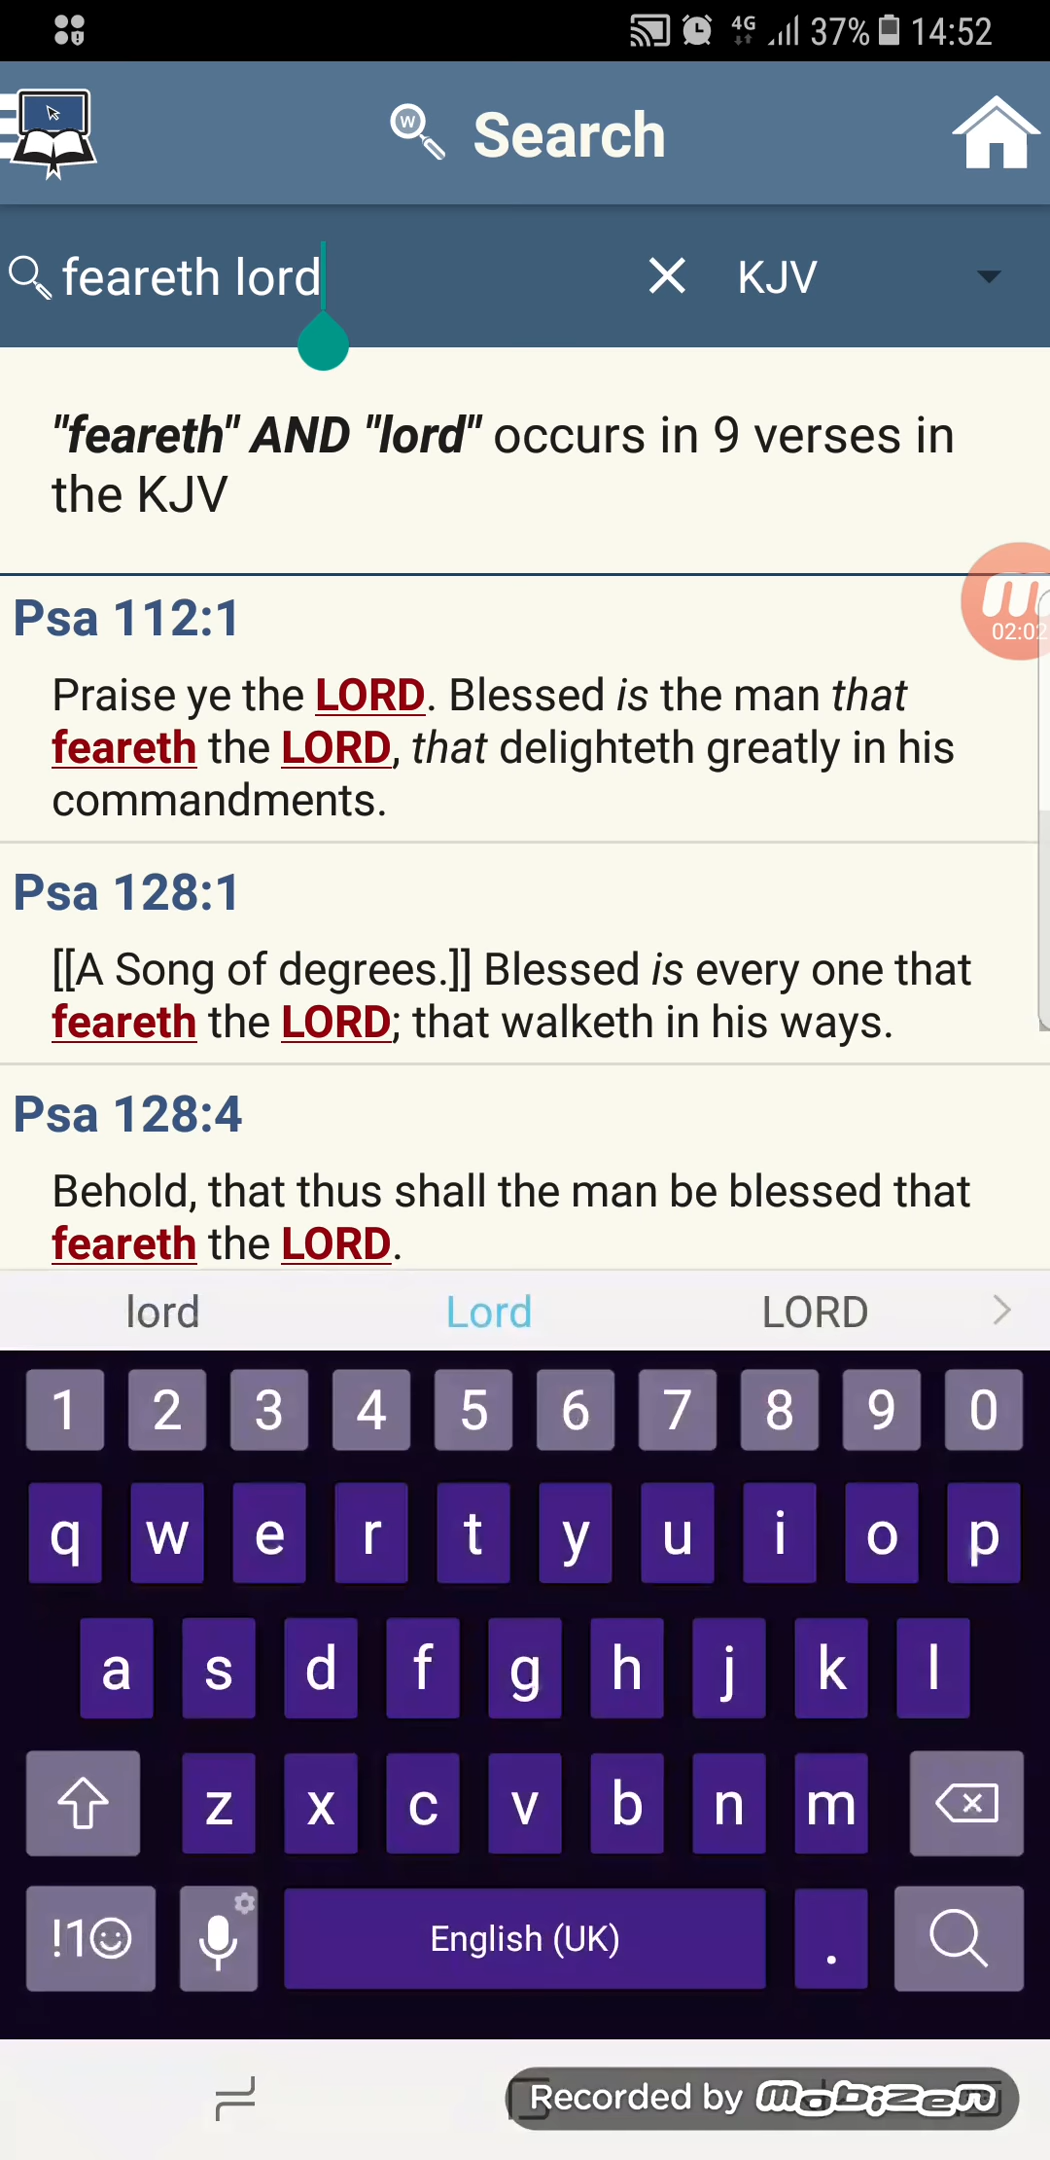 4G 37% 14:52
W Search
feareth lord KJV
"feareth" AND "lord" occurs in 9 verses in
the KJV
02:02
Psa 112:1
Praise ye the LORD. Blessed is the man that
feareth the LORD, that delighteth greatly in his
commandments.
Psa 128:1
[[A Song of degrees.]] Blessed is every one that
feareth the LORD; that walketh in his ways.
Psa 128:4
Behold, that thus shall the man be blessed that
feareth the LORD.
lord Lord LORD
1 2 3 4 5 6 7 8 9 0
q w e r t y u i o p
a s d f g h j k l
z x c v b n m
!1☺ English (UK) .
Recorded by mobizen